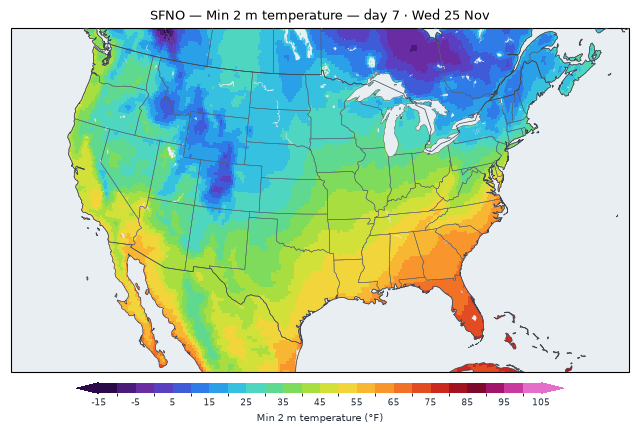 SFNO — Min 2 m temperature — day 7 · Wed 25 Nov
-15 -5 5 15 25 35 45 55 65 75 85 95 105
Min 2 m temperature (°F)